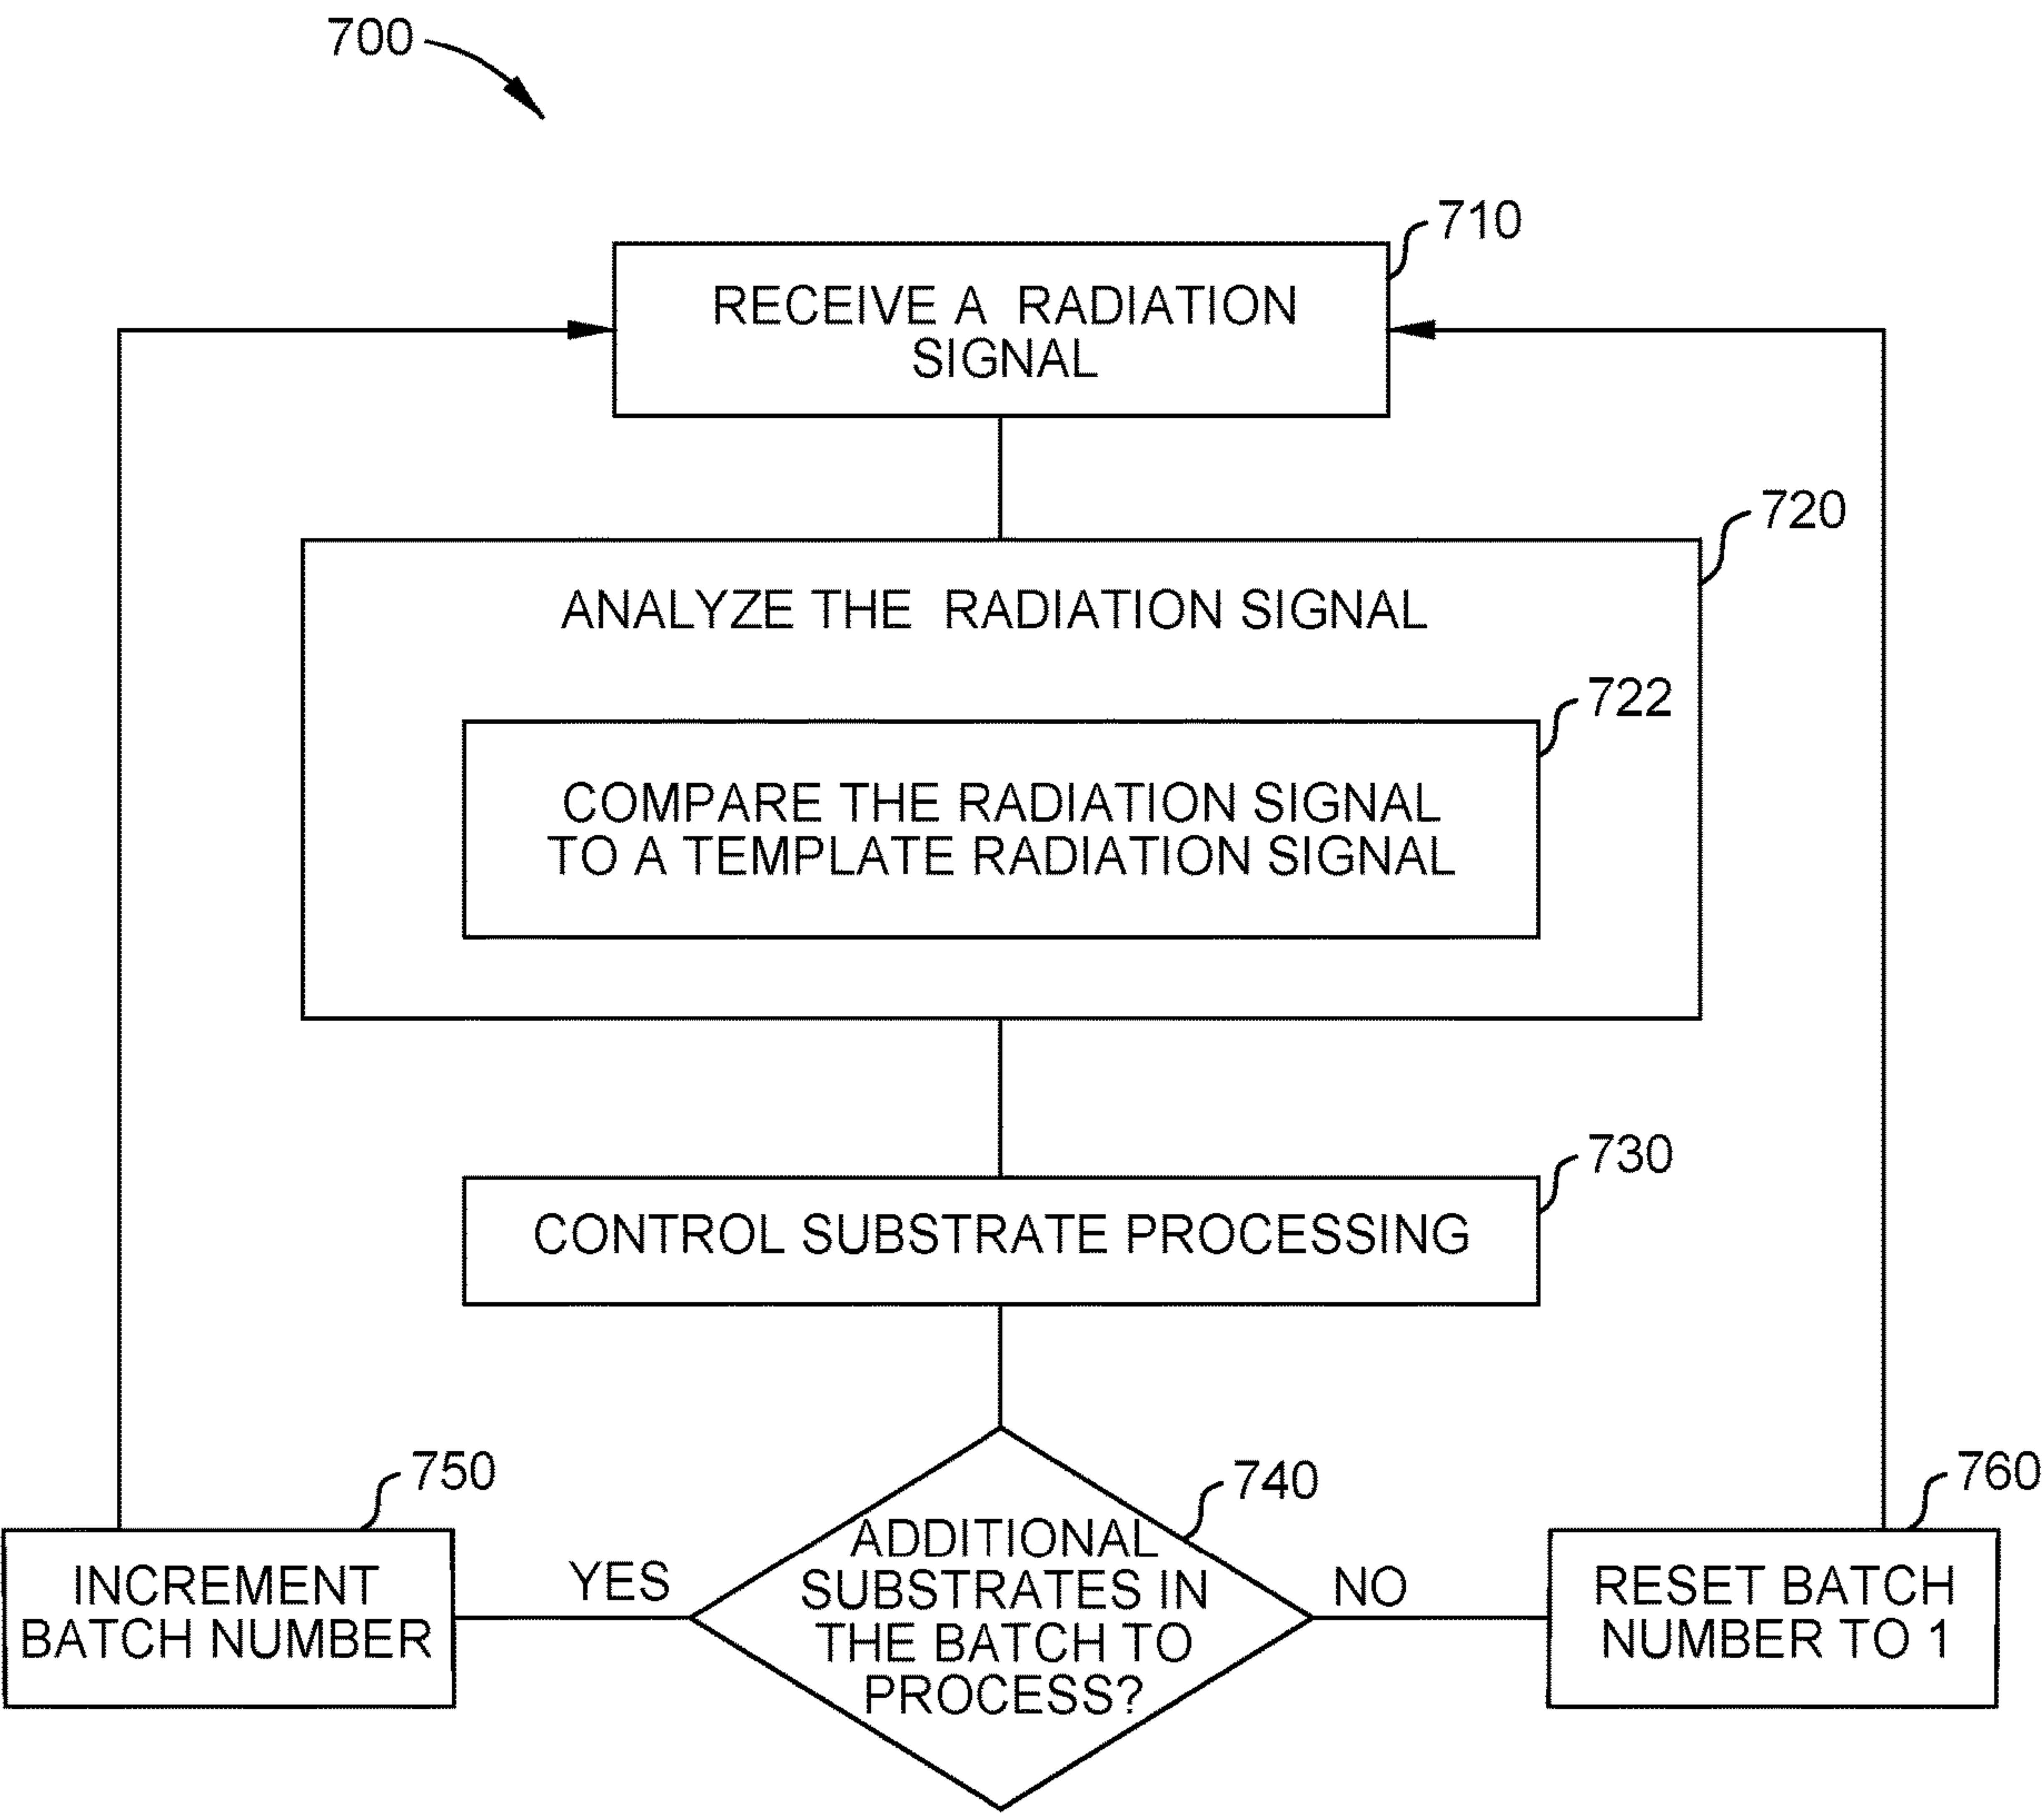 700
710
RECEIVE A RADIATION
SIGNAL
720
ANALYZE THE RADIATION SIGNAL
722
COMPARE THE RADIATION SIGNAL
TO A TEMPLATE RADIATION SIGNAL
730
CONTROL SUBSTRATE PROCESSING
750
INCREMENT
BATCH NUMBER
YES
740
ADDITIONAL
SUBSTRATES IN
THE BATCH TO
PROCESS?
NO
760
RESET BATCH
NUMBER TO 1